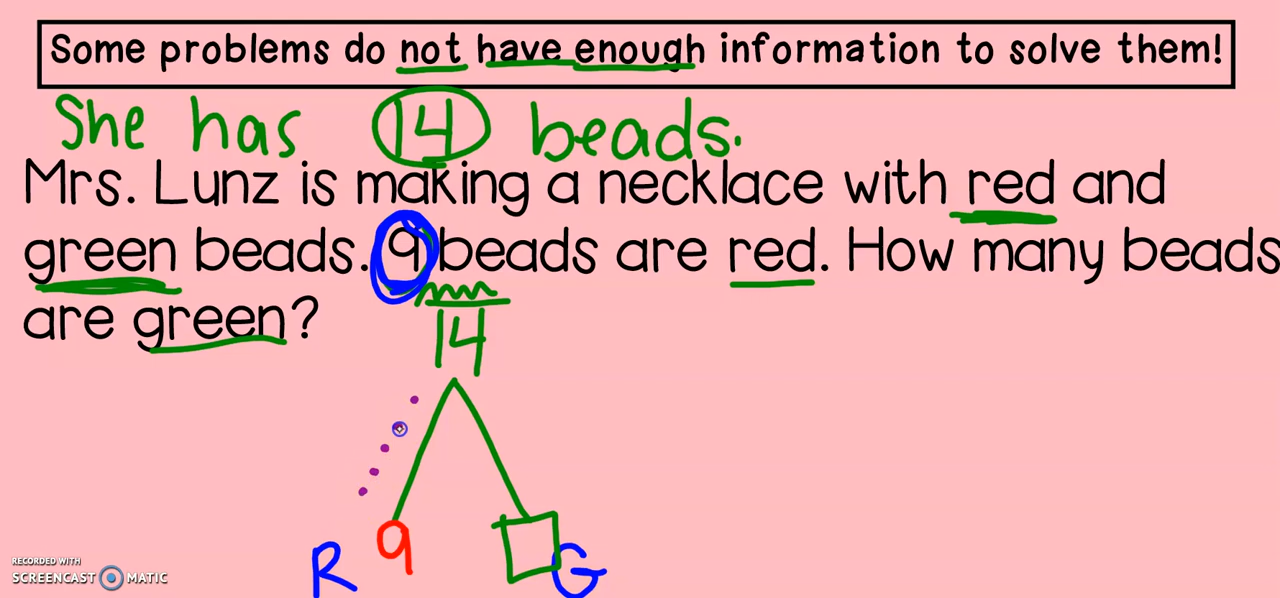 Some problems do not have enough information to solve them!
She has 14 beads.
Mrs. Lunz is making a necklace with red and
green beads. 9 beads are red. How many beads
are green?
14
R 9 G
RECORDED WITH
SCREENCAST MATIC